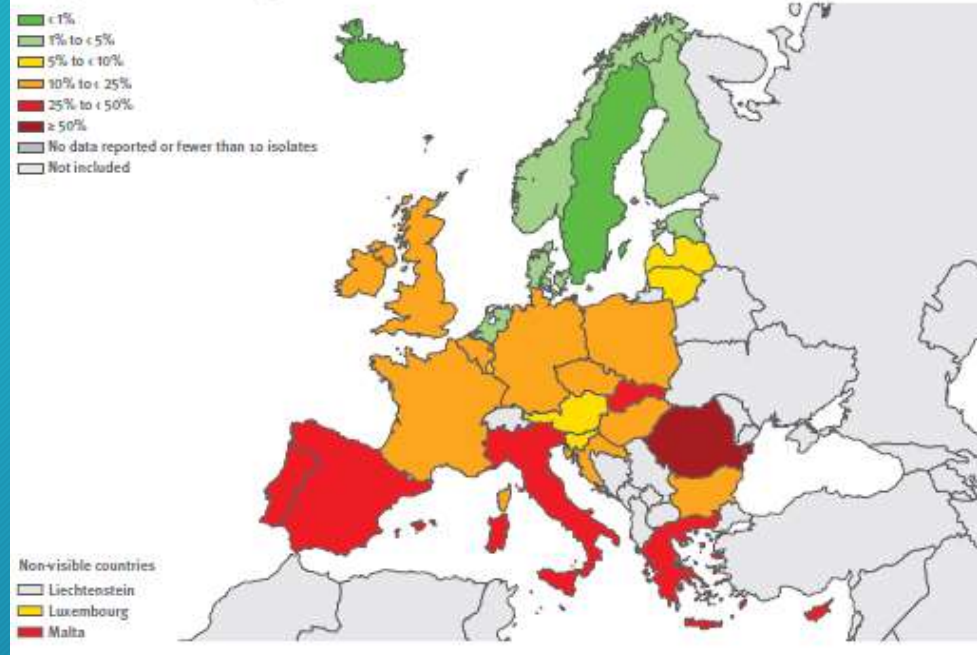 < 1%
1% to < 5%
5% to < 10%
10% to < 25%
25% to < 50%
≥ 50%
No data reported or fewer than 10 isolates
Not included
Non-visible countries
Liechtenstein
Luxembourg
Malta